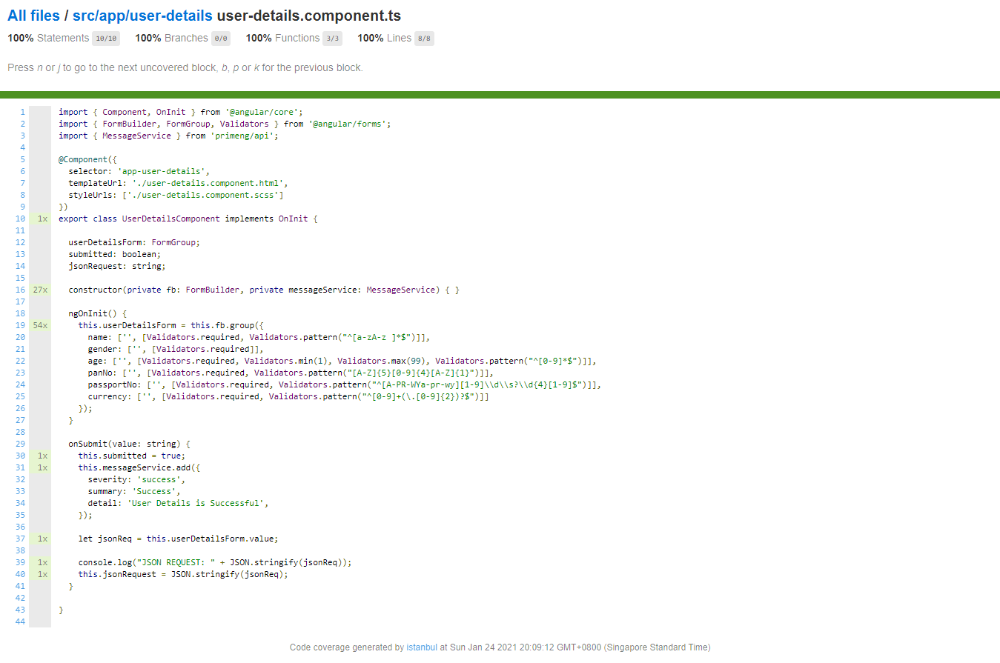 All files / src/app/user-details user-details.component.ts
100% Statements 10/10 100% Branches 0/0 100% Functions 3/3 100% Lines 8/8
Press n or j to go to the next uncovered block, b, p or k for the previous block.
1 import { Component, OnInit } from '@angular/core';
2 import { FormBuilder, FormGroup, Validators } from '@angular/forms';
3 import { MessageService } from 'primeng/api';
4
5 @Component({
6 selector: 'app-user-details',
7 templateUrl: './user-details.component.html',
8 styleUrls: ['./user-details.component.scss']
9 })
10 1x export class UserDetailsComponent implements OnInit {
11
12 userDetailsForm: FormGroup;
13 submitted: boolean;
14 jsonRequest: string;
15
16 27x constructor(private fb: FormBuilder, private messageService: MessageService) { }
17
18 ngOnInit() {
19 54x this.userDetailsForm = this.fb.group({
20 name: ['', [Validators.required, Validators.pattern("^[a-zA-z ]*$")]],
21 gender: ['', [Validators.required]],
22 age: ['', [Validators.required, Validators.min(1), Validators.max(99), Validators.pattern("^[0-9]*$")]],
23 panNo: ['', [Validators.required, Validators.pattern("[A-Z]{5}[0-9]{4}[A-Z]{1}")]],
24 passportNo: ['', [Validators.required, Validators.pattern("^[A-PR-WYa-pr-wy][1-9]\\d\\s?\\d{4}[1-9]$")]],
25 currency: ['', [Validators.required, Validators.pattern("^[0-9]+(\.[0-9]{2})?$")]]
26 });
27 }
28
29 onSubmit(value: string) {
30 1x this.submitted = true;
31 1x this.messageService.add({
32 severity: 'success',
33 summary: 'Success',
34 detail: 'User Details is Successful',
35 });
36
37 1x let jsonReq = this.userDetailsForm.value;
38
39 1x console.log("JSON REQUEST: " + JSON.stringify(jsonReq));
40 1x this.jsonRequest = JSON.stringify(jsonReq);
41 }
42
43 }
44
Code coverage generated by istanbul at Sun Jan 24 2021 20:09:12 GMT+0800 (Singapore Standard Time)